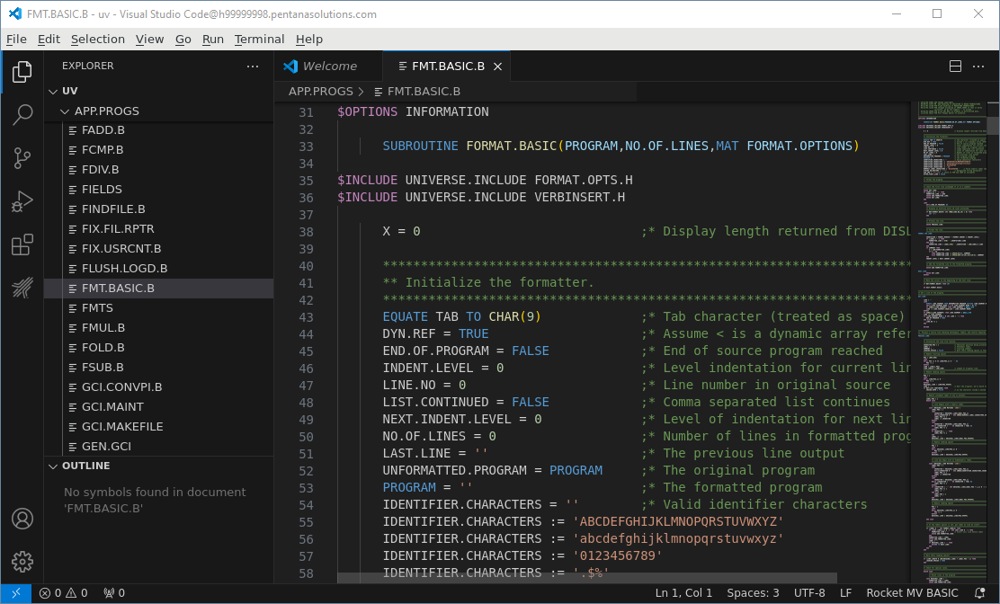 FMT.BASIC.B - uv - Visual Studio Code@h99999998.pentanasolutions.com
File Edit Selection View Go Run Terminal Help
EXPLORER
UV
APP.PROGS
FADD.B
FCMP.B
FDIV.B
FIELDS
FINDFILE.B
FIX.FIL.RPTR
FIX.USRCNT.B
FLUSH.LOGD.B
FMT.BASIC.B
FMTS
FMUL.B
FOLD.B
FSUB.B
GCI.CONVPI.B
GCI.MAINT
GCI.MAKEFILE
GEN.GCI
OUTLINE
No symbols found in document
'FMT.BASIC.B'
Welcome FMT.BASIC.B
APP.PROGS > FMT.BASIC.B
31 $OPTIONS INFORMATION
32
33 SUBROUTINE FORMAT.BASIC(PROGRAM,NO.OF.LINES,MAT FORMAT.OPTIONS)
34
35 $INCLUDE UNIVERSE.INCLUDE FORMAT.OPTS.H
36 $INCLUDE UNIVERSE.INCLUDE VERBINSERT.H
37
38 X = 0 ;* Display length returned from DISL
39
40 **********************************************************************
41 ** Initialize the formatter.
42 **********************************************************************
43 EQUATE TAB TO CHAR(9) ;* Tab character (treated as space)
44 DYN.REF = TRUE ;* Assume < is a dynamic array refer
45 END.OF.PROGRAM = FALSE ;* End of source program reached
46 INDENT.LEVEL = 0 ;* Level indentation for current lin
47 LINE.NO = 0 ;* Line number in original source
48 LIST.CONTINUED = FALSE ;* Comma separated list continues
49 NEXT.INDENT.LEVEL = 0 ;* Level of indentation for next lin
50 NO.OF.LINES = 0 ;* Number of lines in formatted prog
51 LAST.LINE = '' ;* The previous line output
52 UNFORMATTED.PROGRAM = PROGRAM ;* The original program
53 PROGRAM = '' ;* The formatted program
54 IDENTIFIER.CHARACTERS = '' ;* Valid identifier characters
55 IDENTIFIER.CHARACTERS := 'ABCDEFGHIJKLMNOPQRSTUVWXYZ'
56 IDENTIFIER.CHARACTERS := 'abcdefghijklmnopqrstuvwxyz'
57 IDENTIFIER.CHARACTERS := '0123456789'
58 IDENTIFIER.CHARACTERS := '.$%'
0 0 0 Ln 1, Col 1 Spaces: 3 UTF-8 LF Rocket MV BASIC